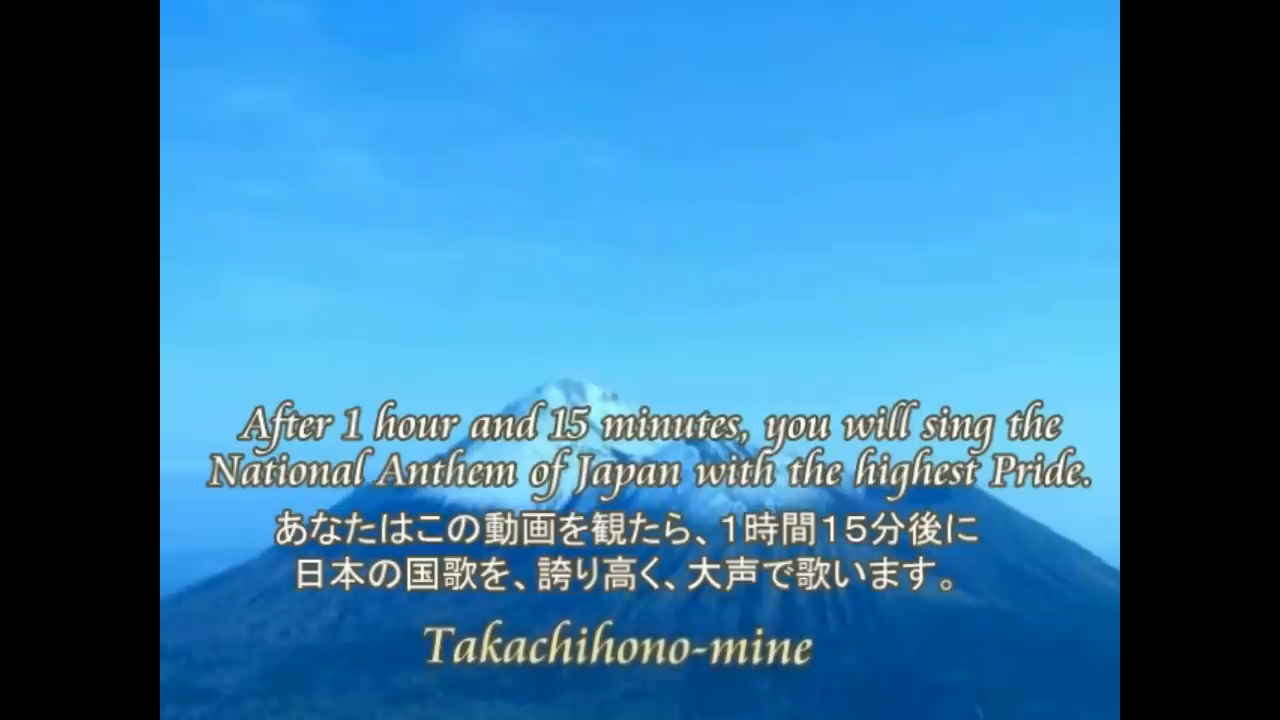 After 1 hour and 15 minutes, you will sing the
National Anthem of Japan with the highest Pride.
あなたはこの動画を観たら、１時間１５分後に
日本の国歌を、誇り高く、大声で歌います。
Takachihono-mine